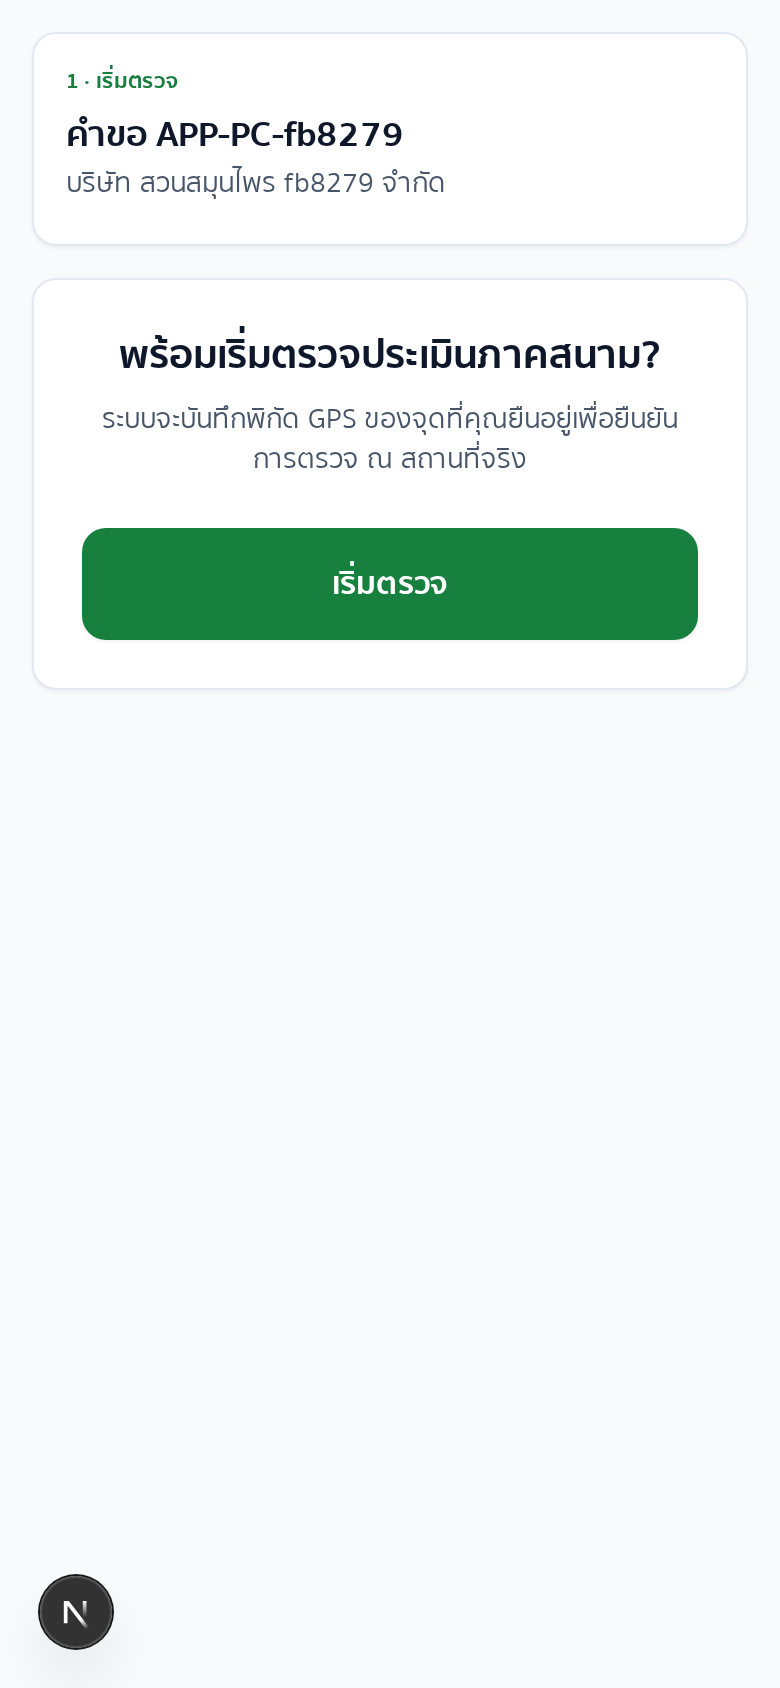 1 · เริ่มตรวจ
คำขอ APP-PC-fb8279
บริษัท สวนสมุนไพร fb8279 จำกัด
พร้อมเริ่มตรวจประเมินภาคสนาม?
ระบบจะบันทึกพิกัด GPS ของจุดที่คุณยืนอยู่เพื่อยืนยัน
การตรวจ ณ สถานที่จริง
เริ่มตรวจ
N